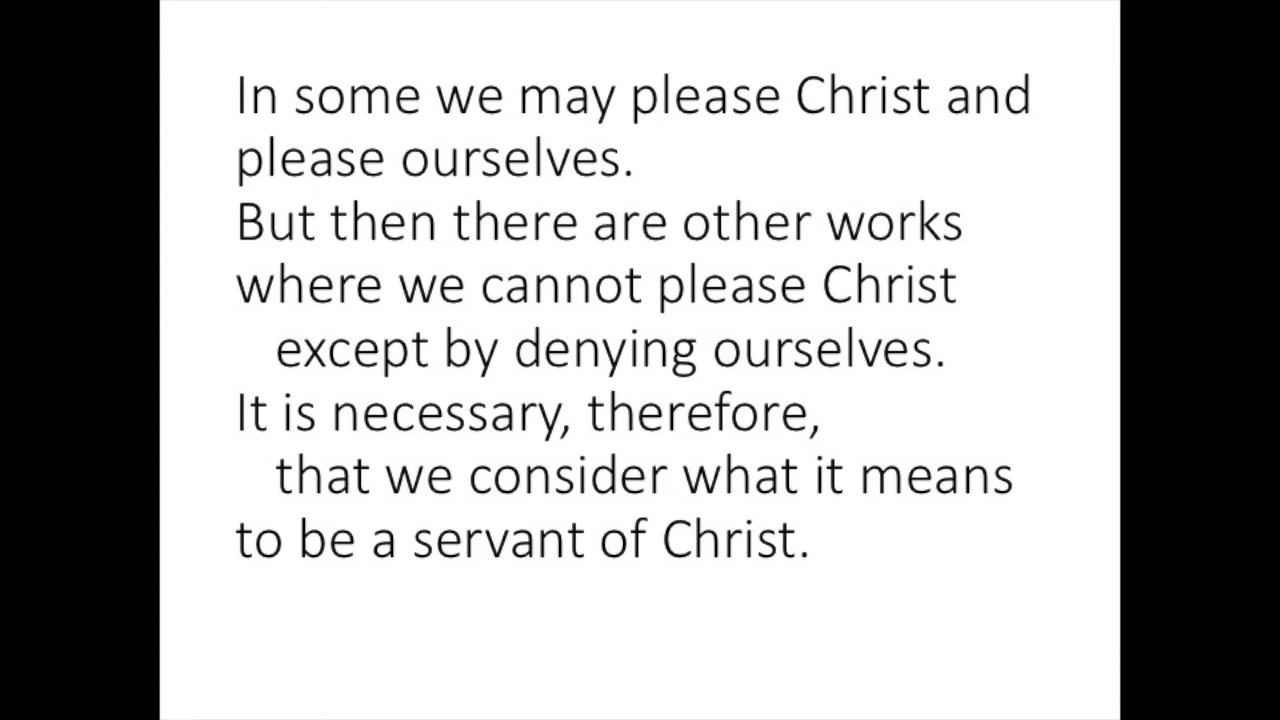 In some we may please Christ and
please ourselves.
But then there are other works
where we cannot please Christ
except by denying ourselves.
It is necessary, therefore,
that we consider what it means
to be a servant of Christ.